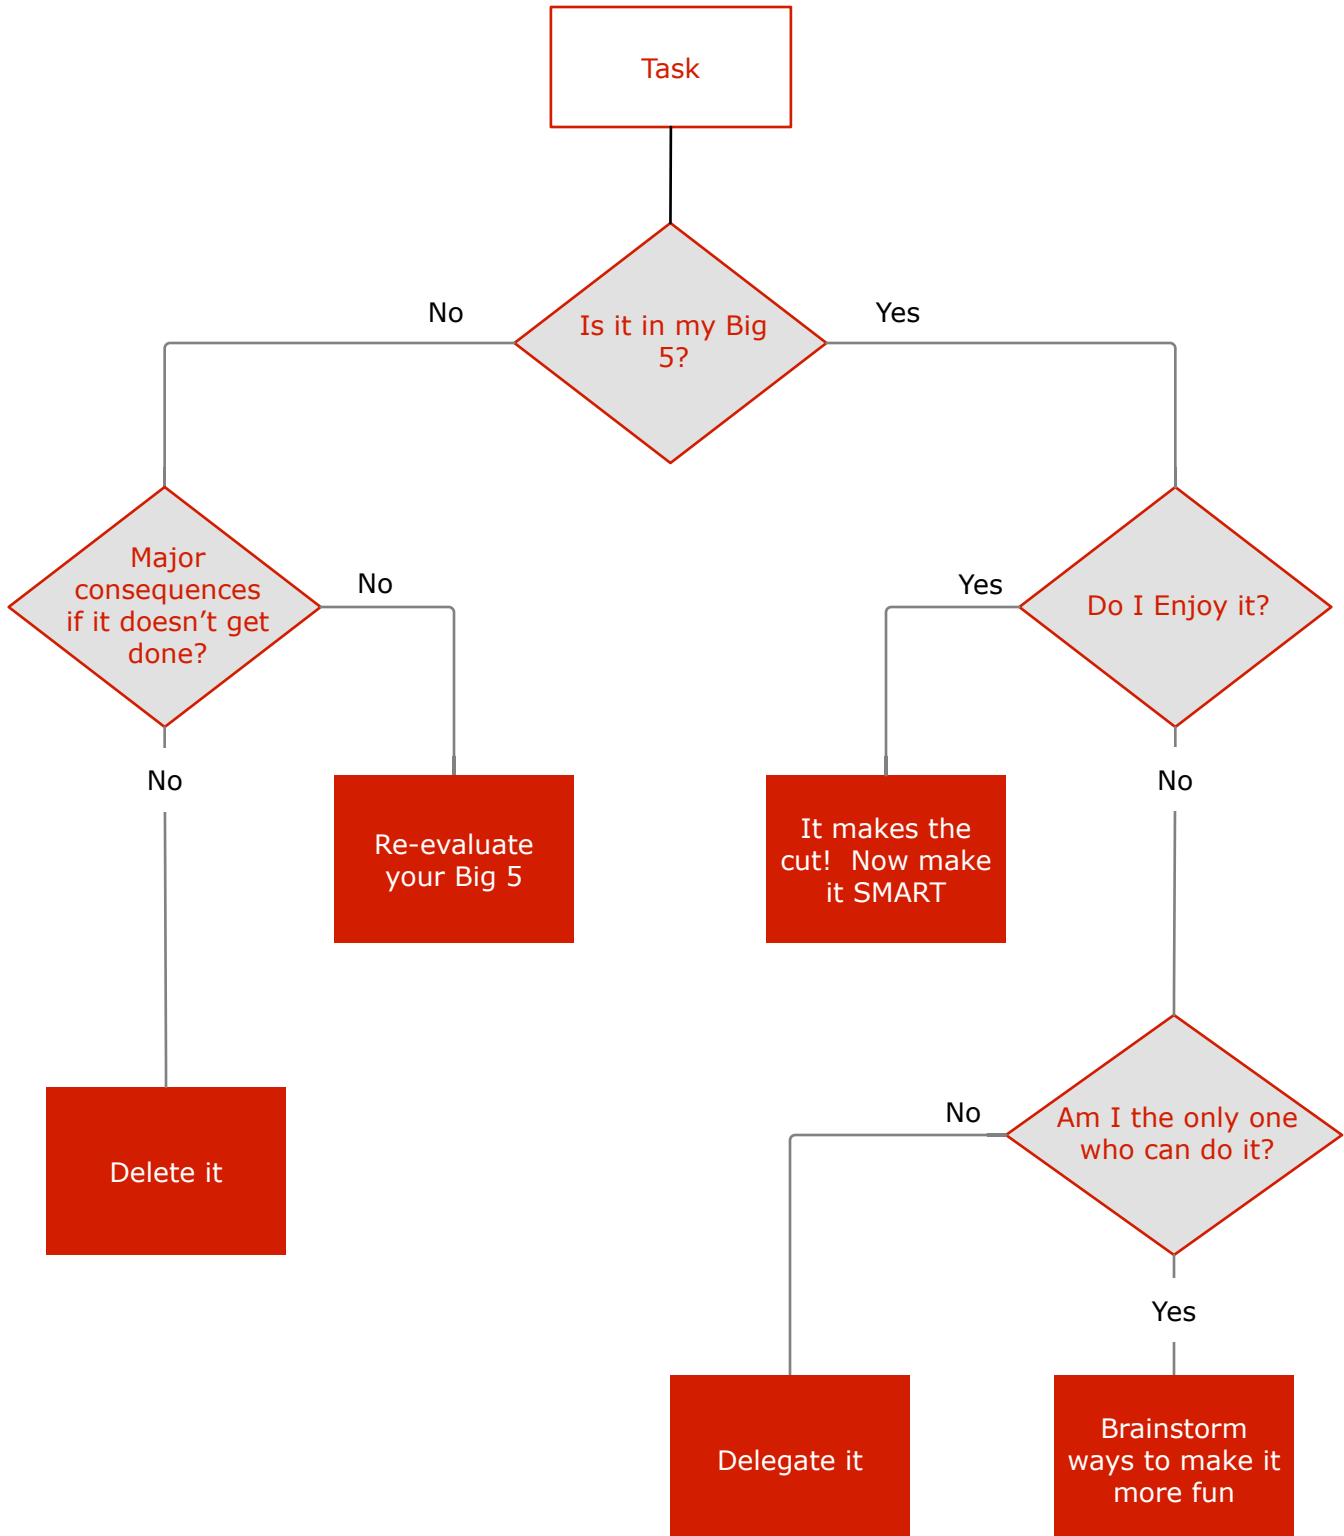 Task
Is it in my Big
5?
No
Yes
Major
consequences
if it doesn’t get
done?
No
Yes
Do I Enjoy it?
No
Re-evaluate
your Big 5
It makes the
cut!  Now make
it SMART
No
Delete it
No
Am I the only one
who can do it?
Yes
Delegate it
Brainstorm
ways to make it
more fun